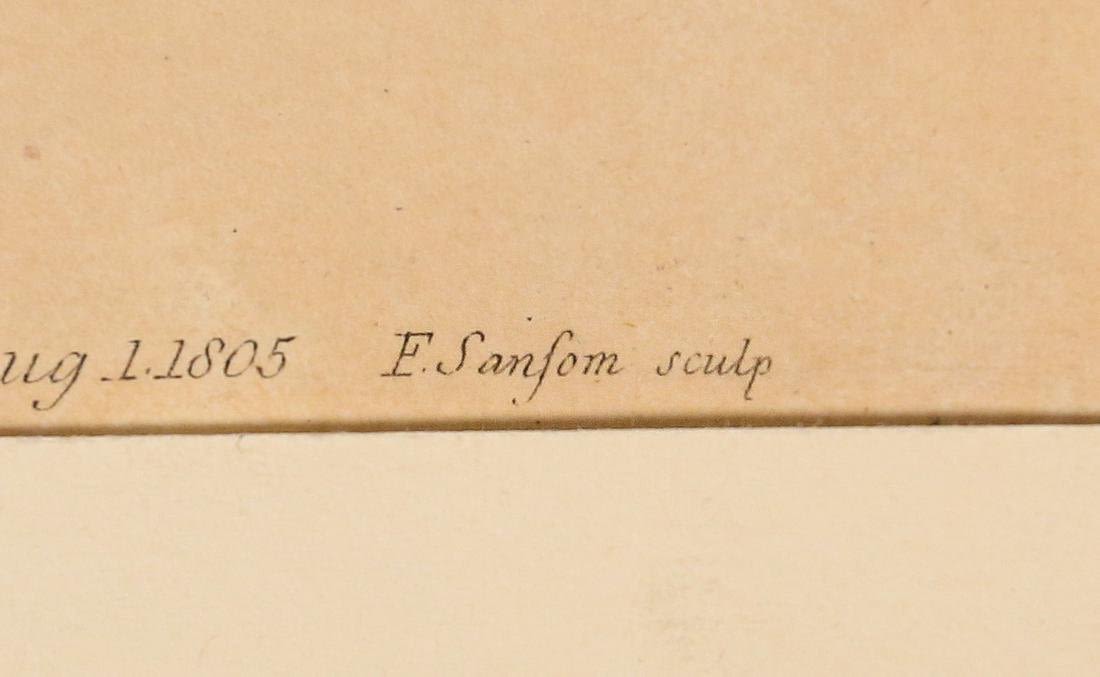 ug 1.1805 F. Sanſom sculp